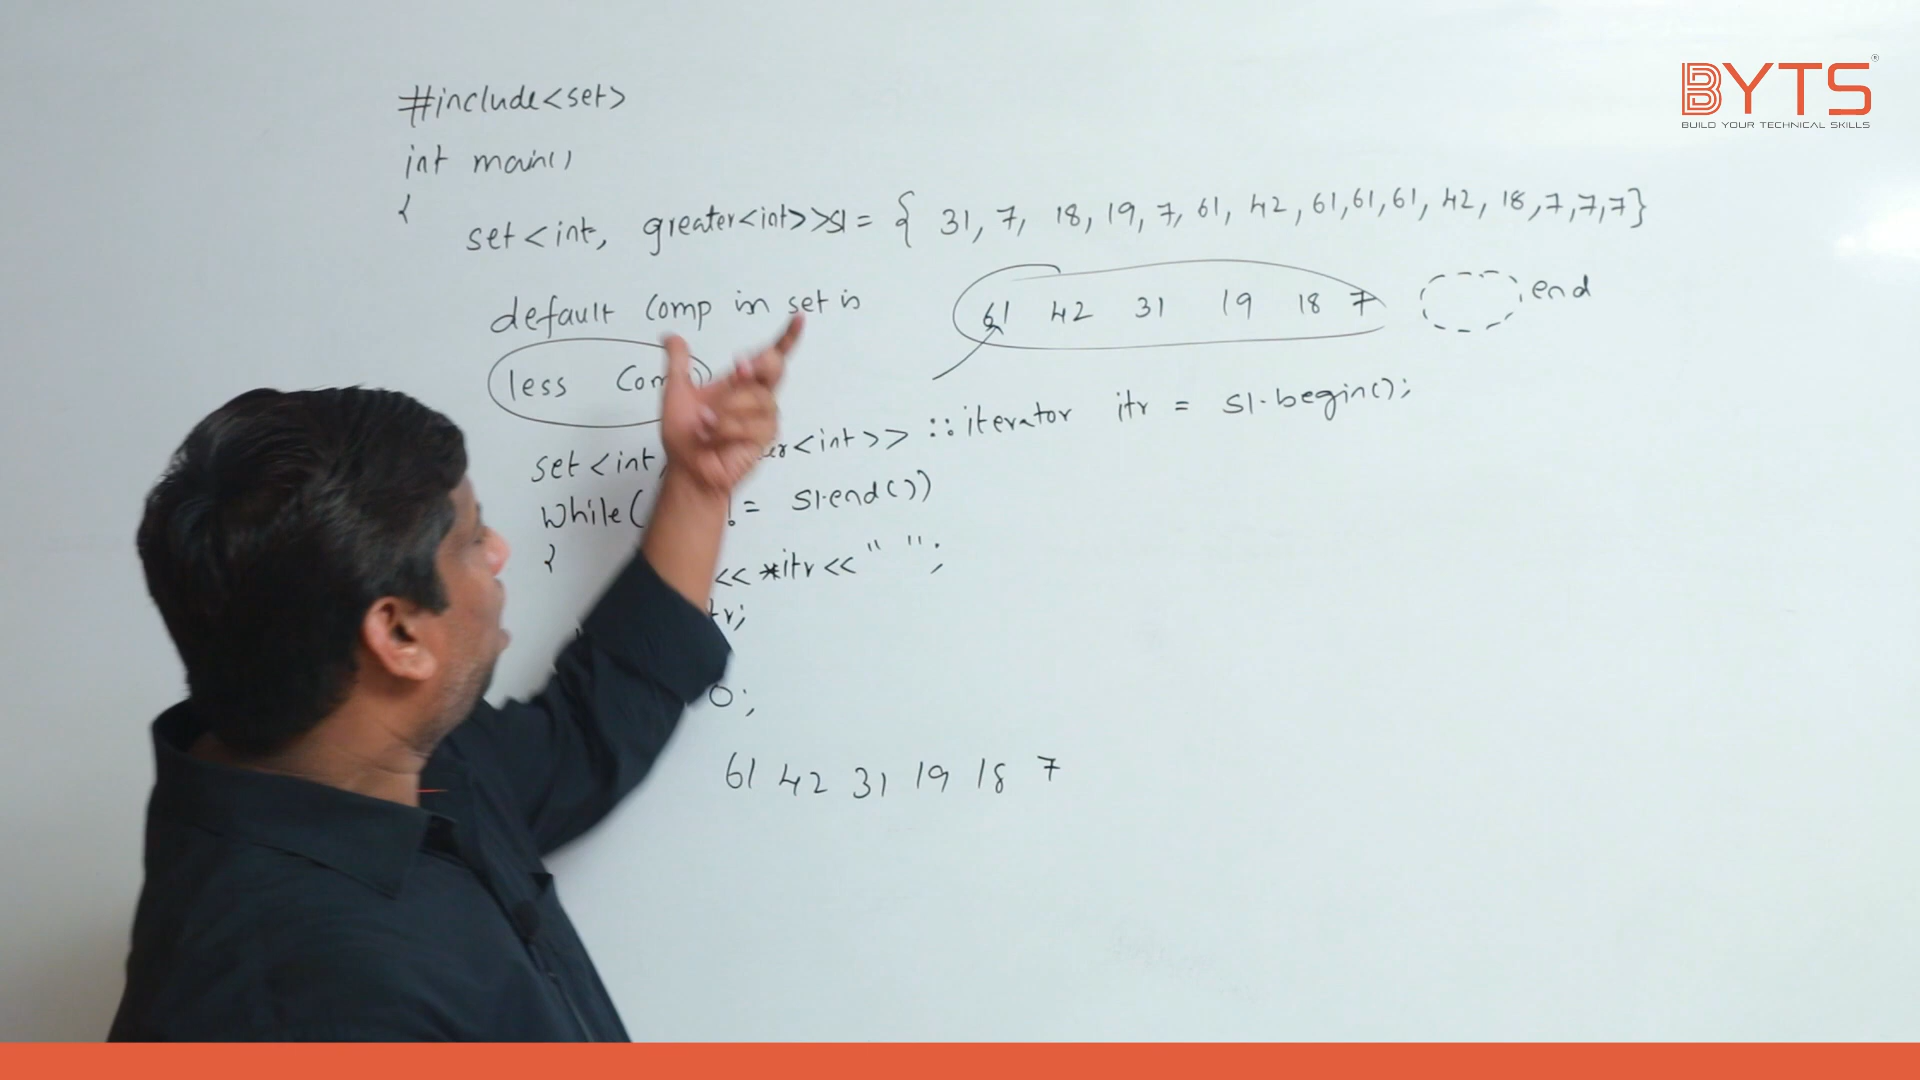 BYTS®
BUILD YOUR TECHNICAL SKILLS
#include<set>
int main()
{
set<int, greater<int>>s1 = { 31, 7, 18, 19, 7, 61, 42, 61, 61, 61, 42, 18, 7, 7, 7}
default Comp in set is
61 42 31 19 18 7 end
less
set<int, <int>> ::iterator itr = s1.begin();
while( != s1.end())
{
<< *itr << " ";
0;
61 42 31 19 18 7